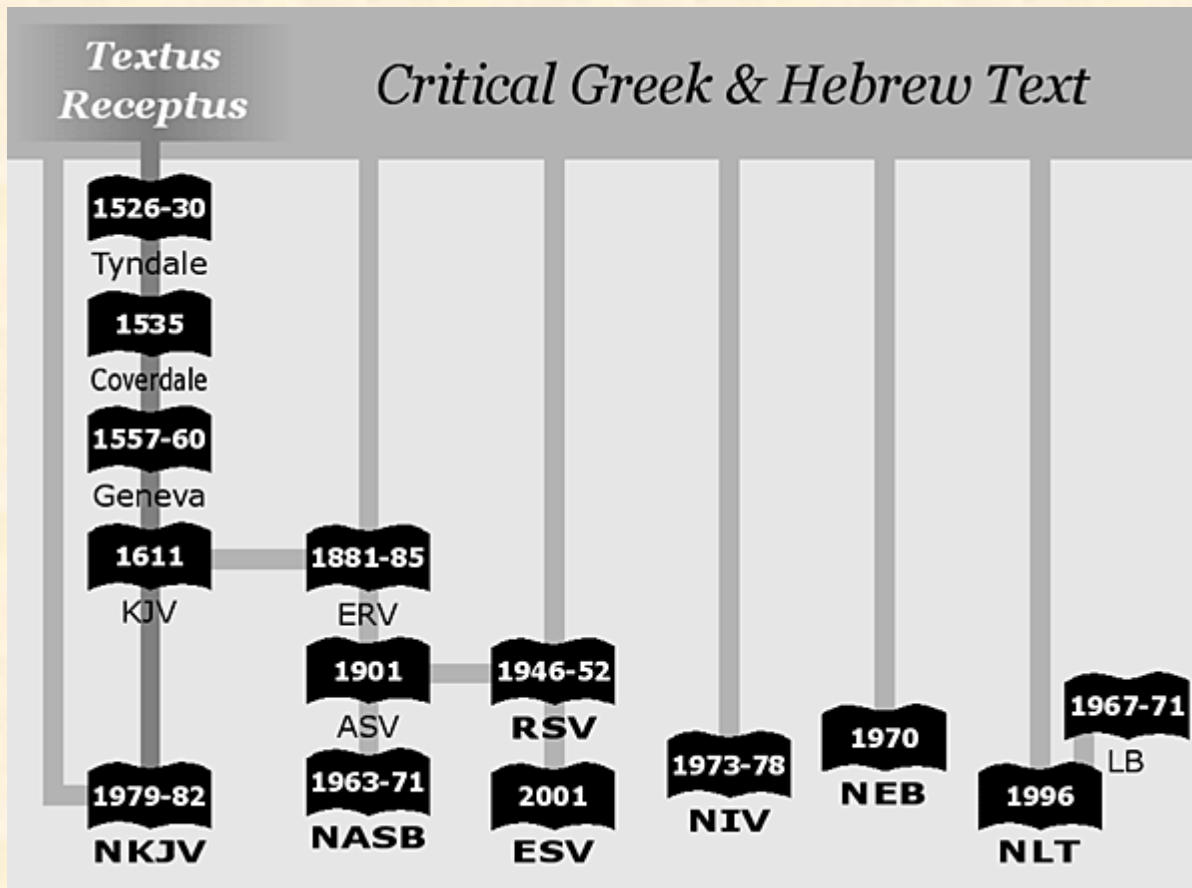 Textus
Receptus
Critical Greek & Hebrew Text
1526-30
Tyndale
1535
Coverdale
1557-60
Geneva
1611
KJV
1881-85
ERV
1901
ASV
1946-52
RSV
1967-71
LB
1970
NEB
1973-78
NIV
1979-82
NKJV
1963-71
NASB
2001
ESV
1996
NLT